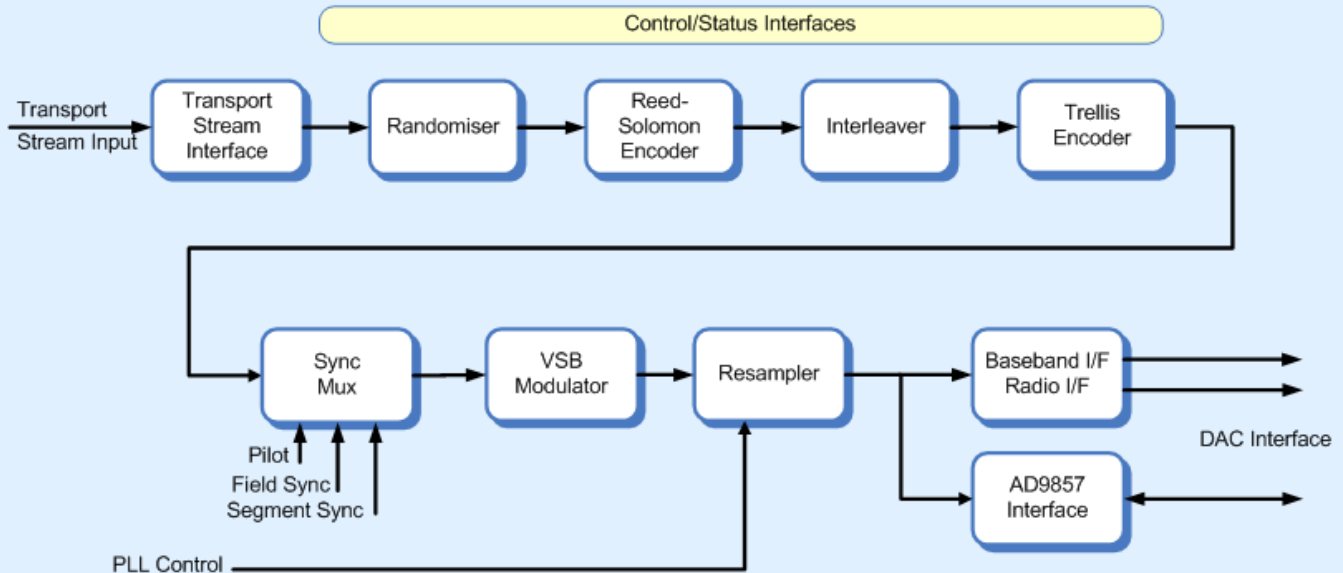 Control/Status Interfaces
Transport
Stream Input
Transport
Stream
Interface
Randomiser
Reed-
Solomon
Encoder
Interleaver
Trellis
Encoder
Sync
Mux
VSB
Modulator
Resampler
Baseband I/F
Radio I/F
Pilot
Field Sync
Segment Sync
DAC Interface
AD9857
Interface
PLL Control